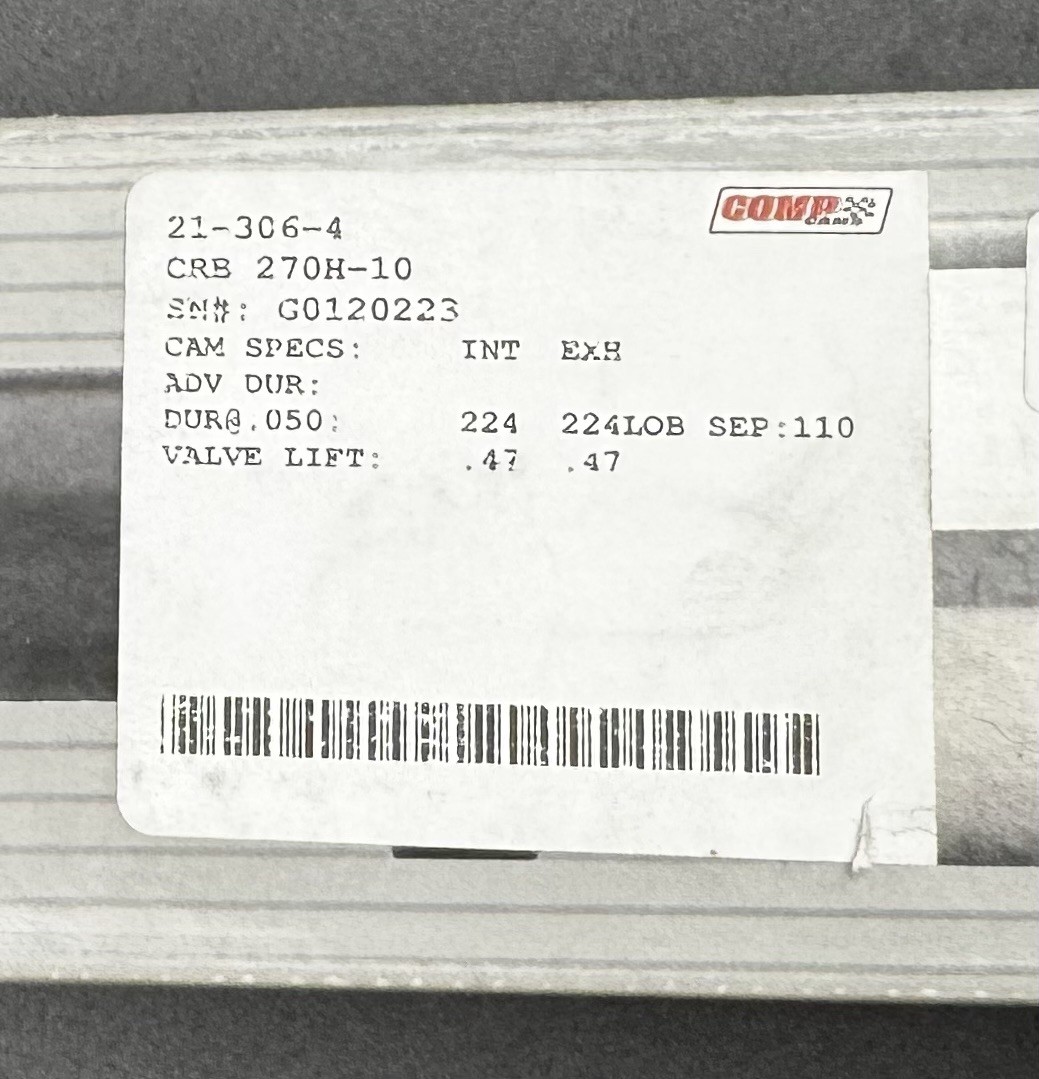 COMP CAMS
21-306-4
CRB 270H-10
SN#: G0120223
CAM SPECS: INT EXH
ADV DUR:
DUR@.050: 224 224LOB SEP:110
VALVE LIFT: .47 .47